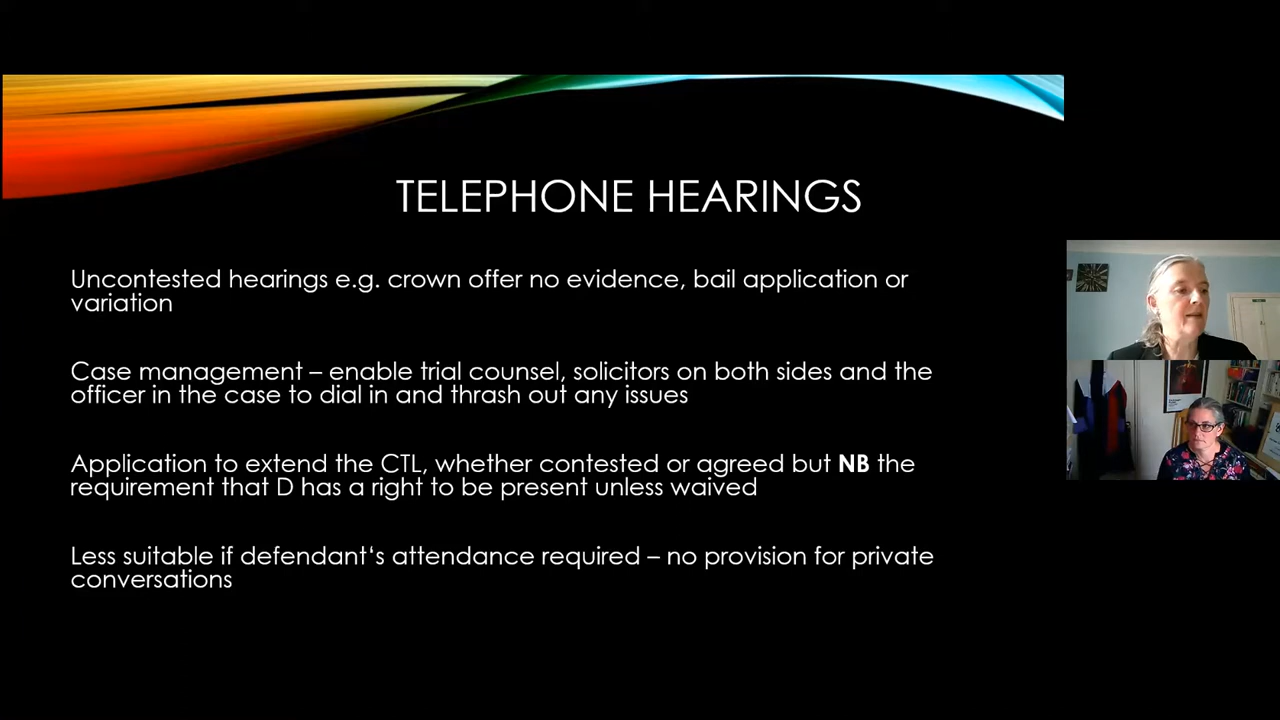 TELEPHONE HEARINGS
Uncontested hearings e.g. crown offer no evidence, bail application or
variation
Case management – enable trial counsel, solicitors on both sides and the
officer in the case to dial in and thrash out any issues
Application to extend the CTL, whether contested or agreed but NB the
requirement that D has a right to be present unless waived
Less suitable if defendant‘s attendance required – no provision for private
conversations